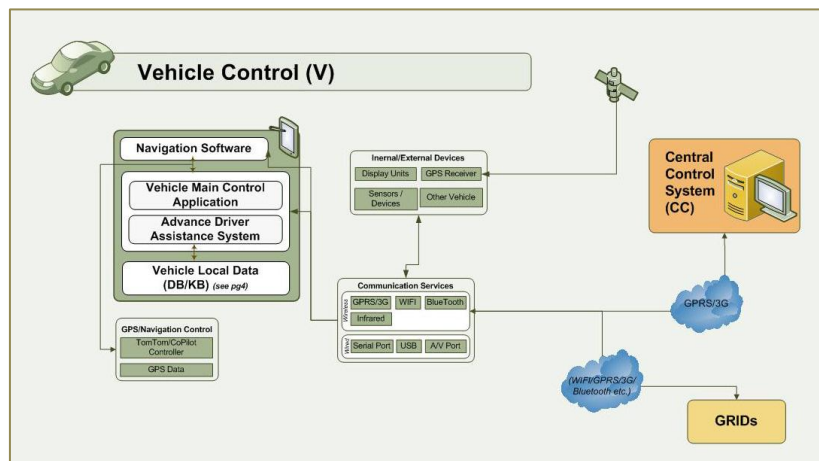 Vehicle Control (V)
Navigation Software
Vehicle Main Control
Application
Advance Driver
Assistance System
Vehicle Local Data
(DB/KB) (see pg4)
GPS/Navigation Control
TomTom/CoPilot
Controller
GPS Data
Inernal/External Devices
Display Units
GPS Receiver
Sensors /
Devices
Other Vehicle
Communication Services
Wireless
GPRS/3G
WIFI
BlueTooth
Infrared
Wired
Serial Port
USB
A/V Port
Central
Control
System
(CC)
GPRS/3G
(WiFI/GPRS/3G/
Bluetooth etc.)
GRIDs